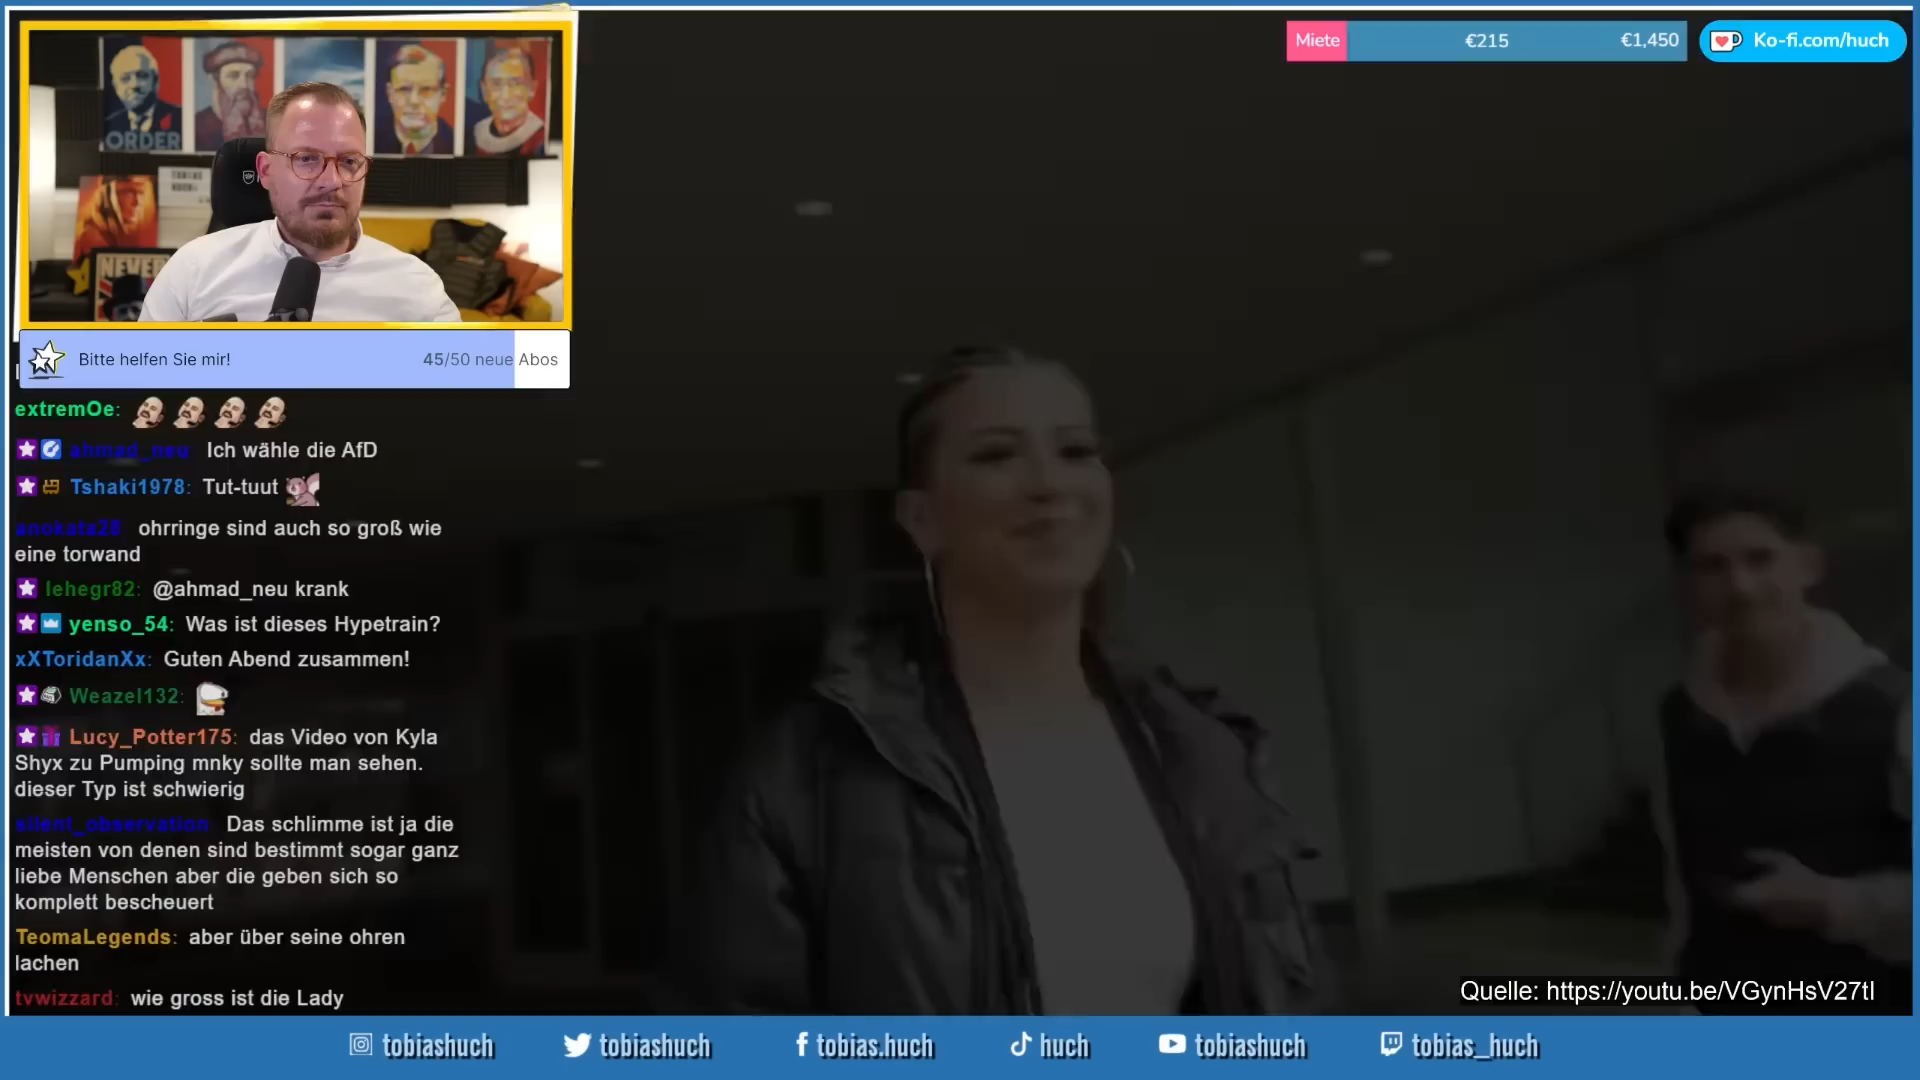 Miete €215 €1,450
Ko-fi.com/huch
ORDER
TOBIAS
HUCH
NEVER
Bitte helfen Sie mir! 45/50 neue Abos
extremOe:
ahmad_neu: Ich wähle die AfD
Tshaki1978: Tut-tuut
anokata28: ohrringe sind auch so groß wie
eine torwand
lehegr82: @ahmad_neu krank
yenso_54: Was ist dieses Hypetrain?
xXToridanXx: Guten Abend zusammen!
Weazel132:
Lucy_Potter175: das Video von Kyla
Shyx zu Pumping mnky sollte man sehen.
dieser Typ ist schwierig
silent_observation: Das schlimme ist ja die
meisten von denen sind bestimmt sogar ganz
liebe Menschen aber die geben sich so
komplett bescheuert
TeomaLegends: aber über seine ohren
lachen
tvwizzard: wie gross ist die Lady
Quelle: https://youtu.be/VGynHsV27tI
tobiashuch tobiashuch tobias.huch huch tobiashuch tobias_huch